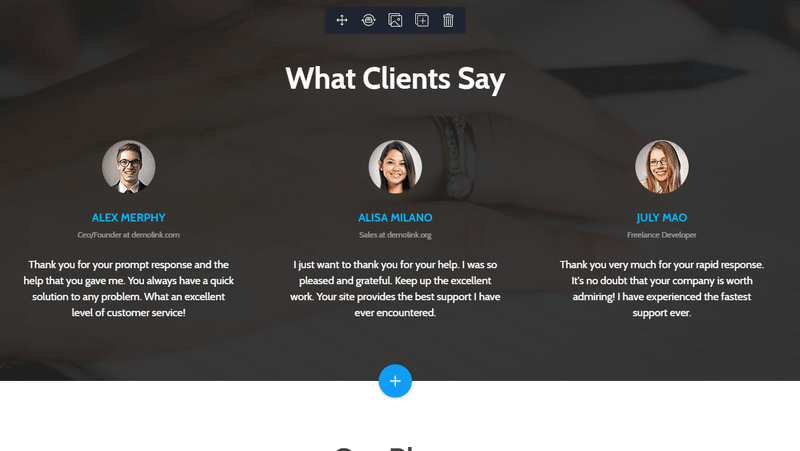 What Clients Say
ALEX MERPHY
Ceo/Founder at demolink.com
Thank you for your prompt response and the
help that you gave me. You always have a quick
solution to any problem. What an excellent
level of customer service!
ALISA MILANO
Sales at demolink.org
I just want to thank you for your help. I was so
pleased and grateful. Keep up the excellent
work. Your site provides the best support I have
ever encountered.
JULY MAO
Freelance Developer
Thank you very much for your rapid response.
It's no doubt that your company is worth
admiring! I have experienced the fastest
support ever.